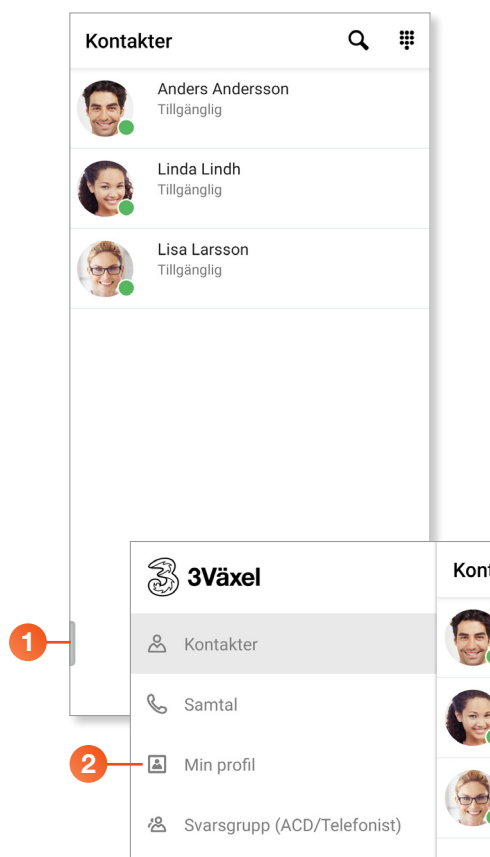 Kontakter
Anders Andersson
Tillgänglig
Linda Lindh
Tillgänglig
Lisa Larsson
Tillgänglig
3Växel
Kont
1
Kontakter
Samtal
2
Min profil
Svarsgrupp (ACD/Telefonist)